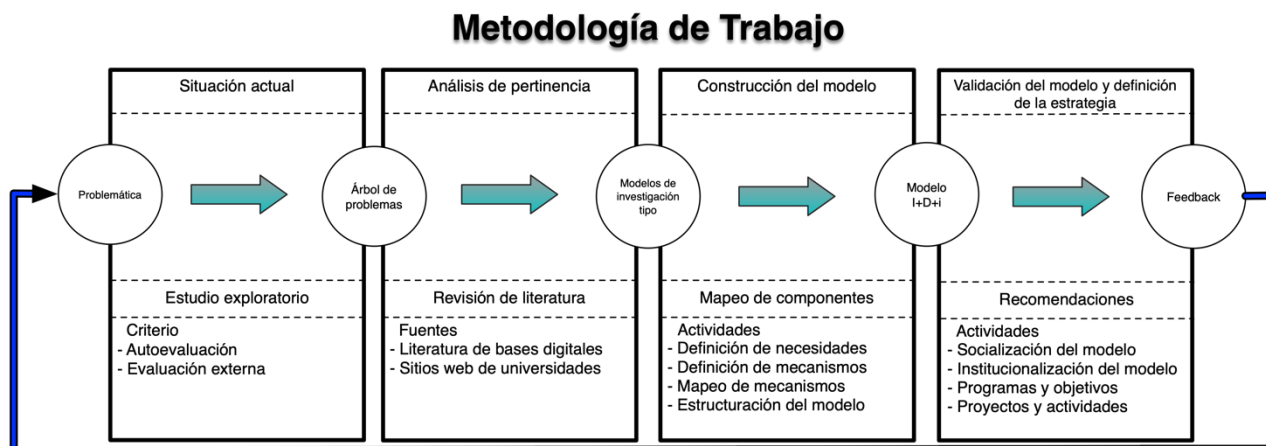 Metodología de Trabajo
Situación actual
Análisis de pertinencia
Construcción del modelo
Validación del modelo y definición
de la estrategia
Problemática
Árbol de
problemas
Modelos de
investigación
tipo
Modelo
I+D+i
Feedback
Estudio exploratorio
Revisión de literatura
Mapeo de componentes
Recomendaciones
Criterio
- Autoevaluación
- Evaluación externa
Fuentes
- Literatura de bases digitales
- Sitios web de universidades
Actividades
- Definición de necesidades
- Definición de mecanismos
- Mapeo de mecanismos
- Estructuración del modelo
Actividades
- Socialización del modelo
- Institucionalización del modelo
- Programas y objetivos
- Proyectos y actividades